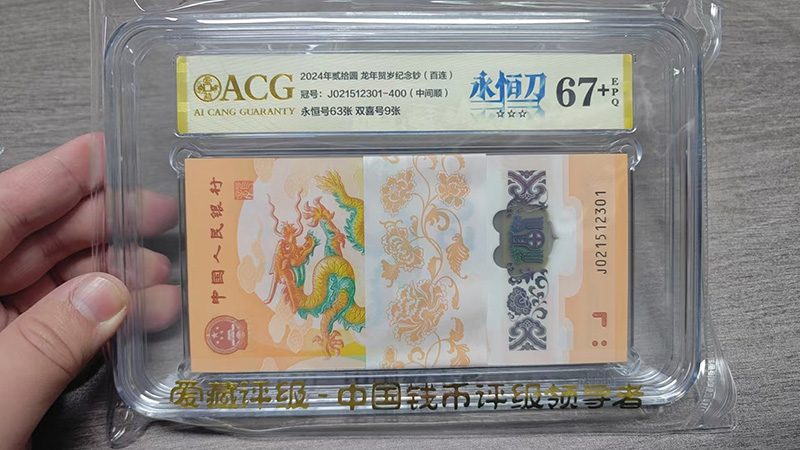 ACG
AI CANG GUARANTY
2024年贰拾圆 龙年贺岁纪念钞（百连）
冠号：J021512301-400（中间顺）
永恒号63张 双喜号9张
永恒刀
☆☆☆
67+
EPQ
中国人民银行
J021512301
爱藏评级-中国钱币评级领导者